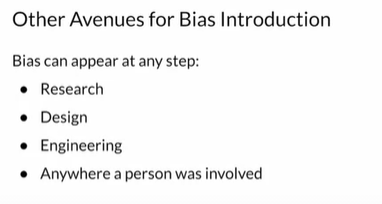 Other Avenues for Bias Introduction
Bias can appear at any step:
• Research
• Design
• Engineering
• Anywhere a person was involved